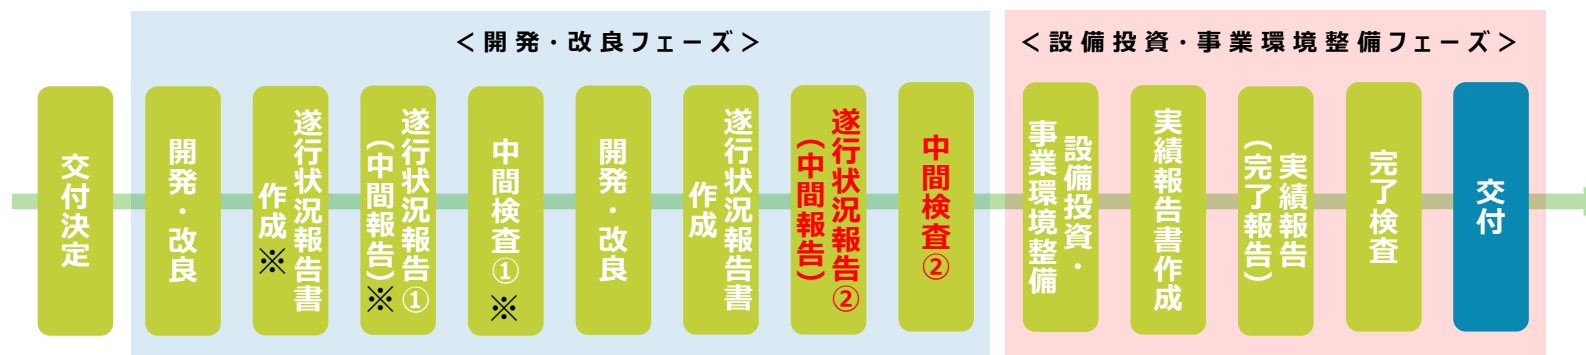 ＜開発・改良フェーズ＞
＜設備投資・事業環境整備フェーズ＞
交付決定
開発・改良
遂行状況報告書
作成※
遂行状況報告①
（中間報告）※
中間検査①※
開発・改良
遂行状況報告書
作成
遂行状況報告②
（中間報告）
中間検査②
設備投資・
事業環境整備
実績報告書作成
実績報告
（完了報告）
完了検査
交付